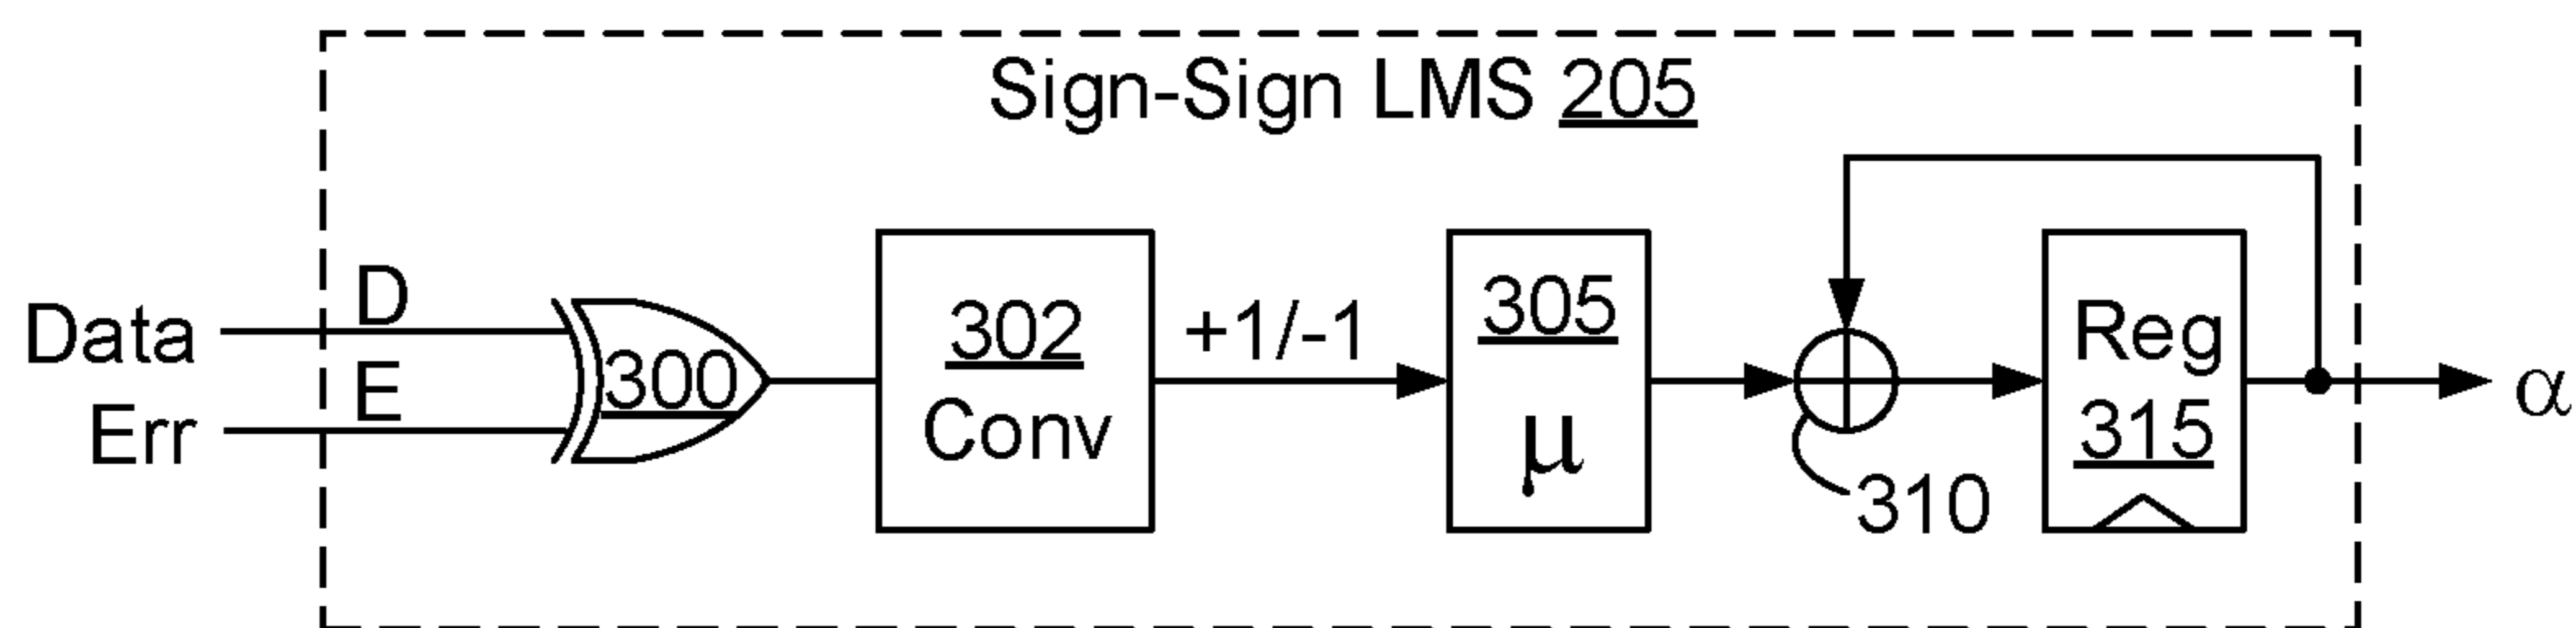 Sign-Sign LMS 205
Data
D
Err
E
300
302
Conv
+1/-1
305
μ
310
Reg
315
α